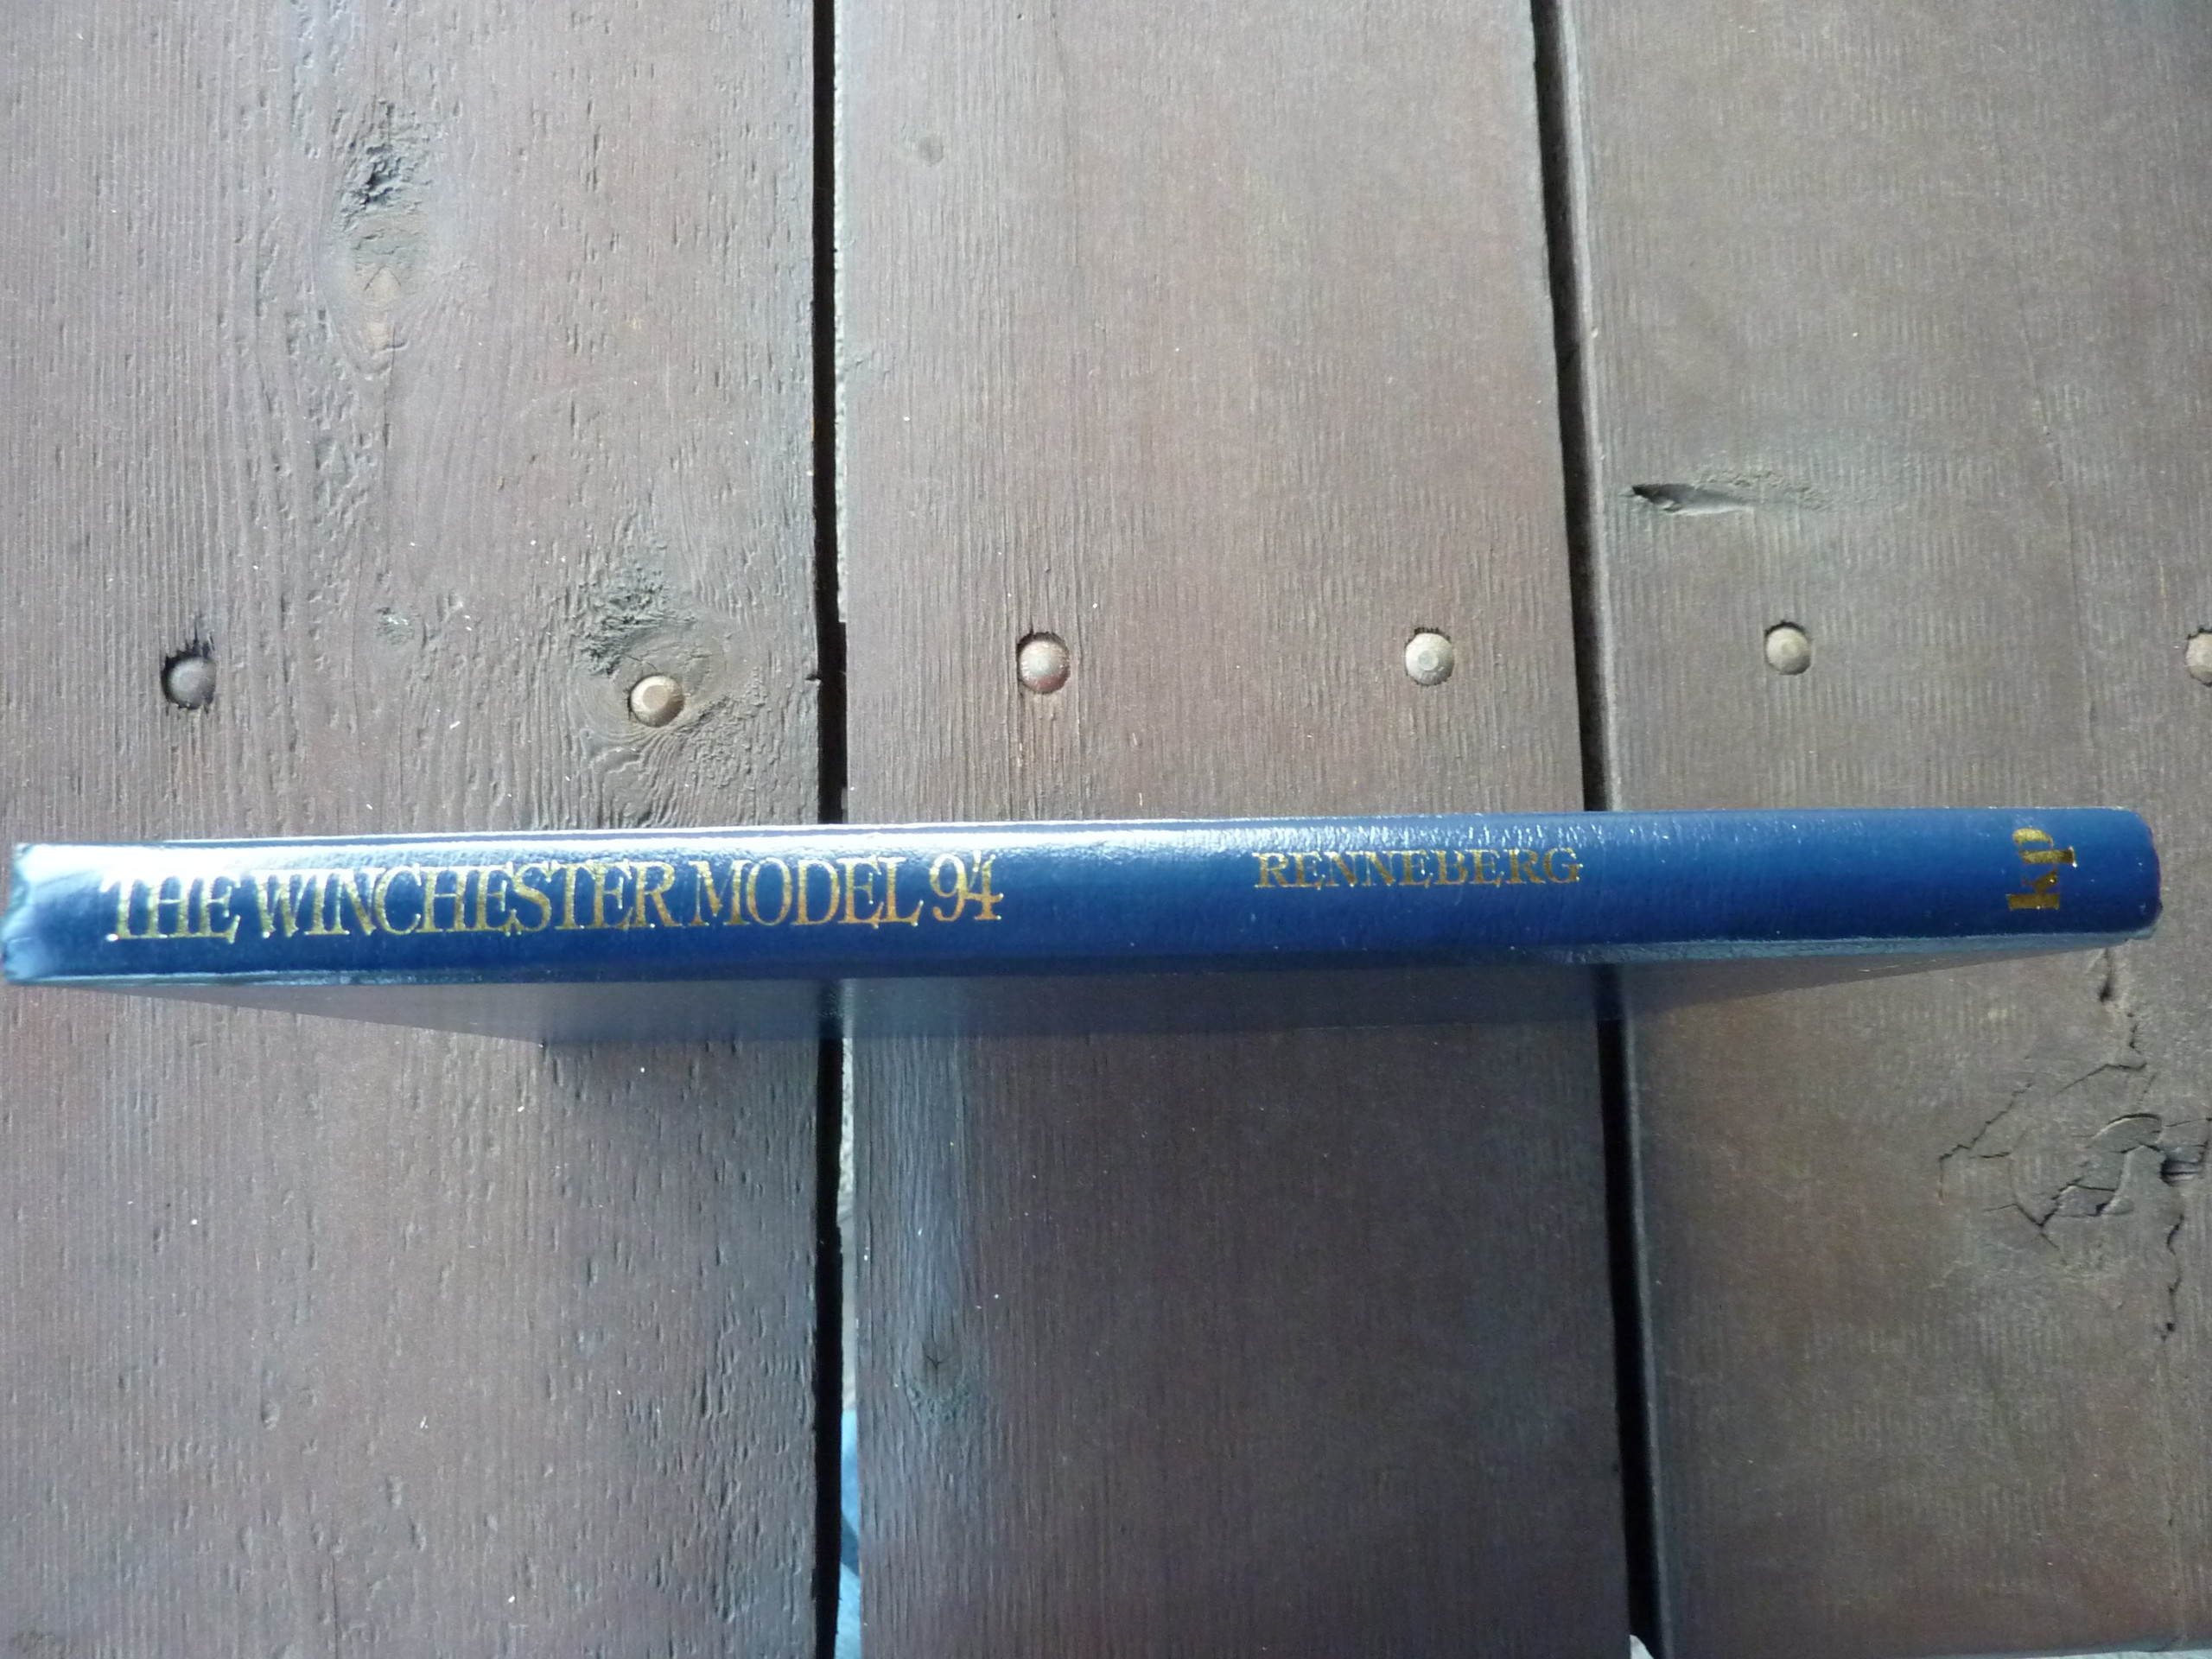 THE WINCHESTER MODEL 94
RENNEBERG
kp